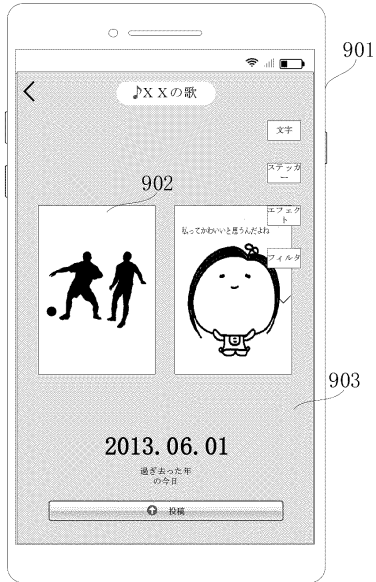 901
♪ＸＸの歌
文字
902
ステッカ
ー
エフェク
ト
私ってかわいいと思うんだよね
フィルタ
903
2013.06.01
過ぎ去った年
の今日
投稿